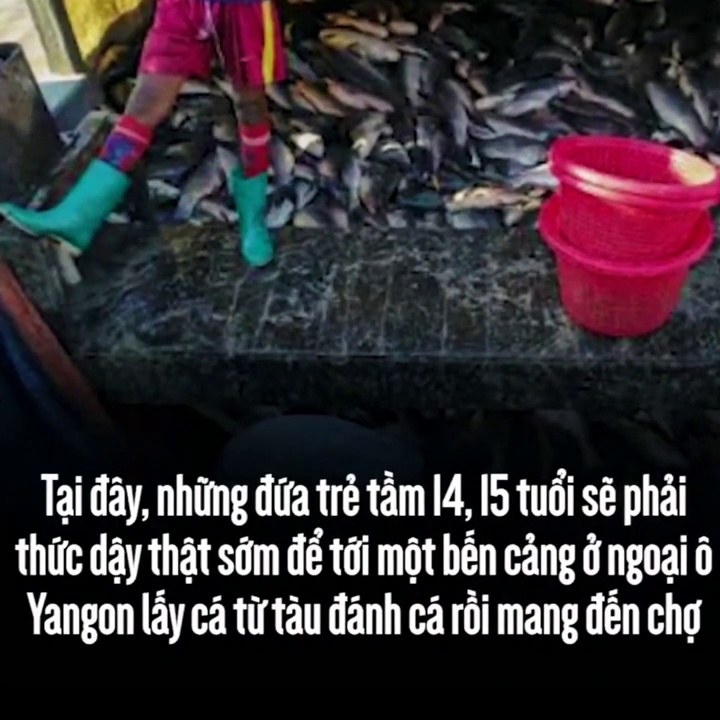 Tại đây, những đứa trẻ tầm 14, 15 tuổi sẽ phải
thức dậy thật sớm để tới một bến cảng ở ngoại ô
Yangon lấy cá từ tàu đánh cá rồi mang đến chợ